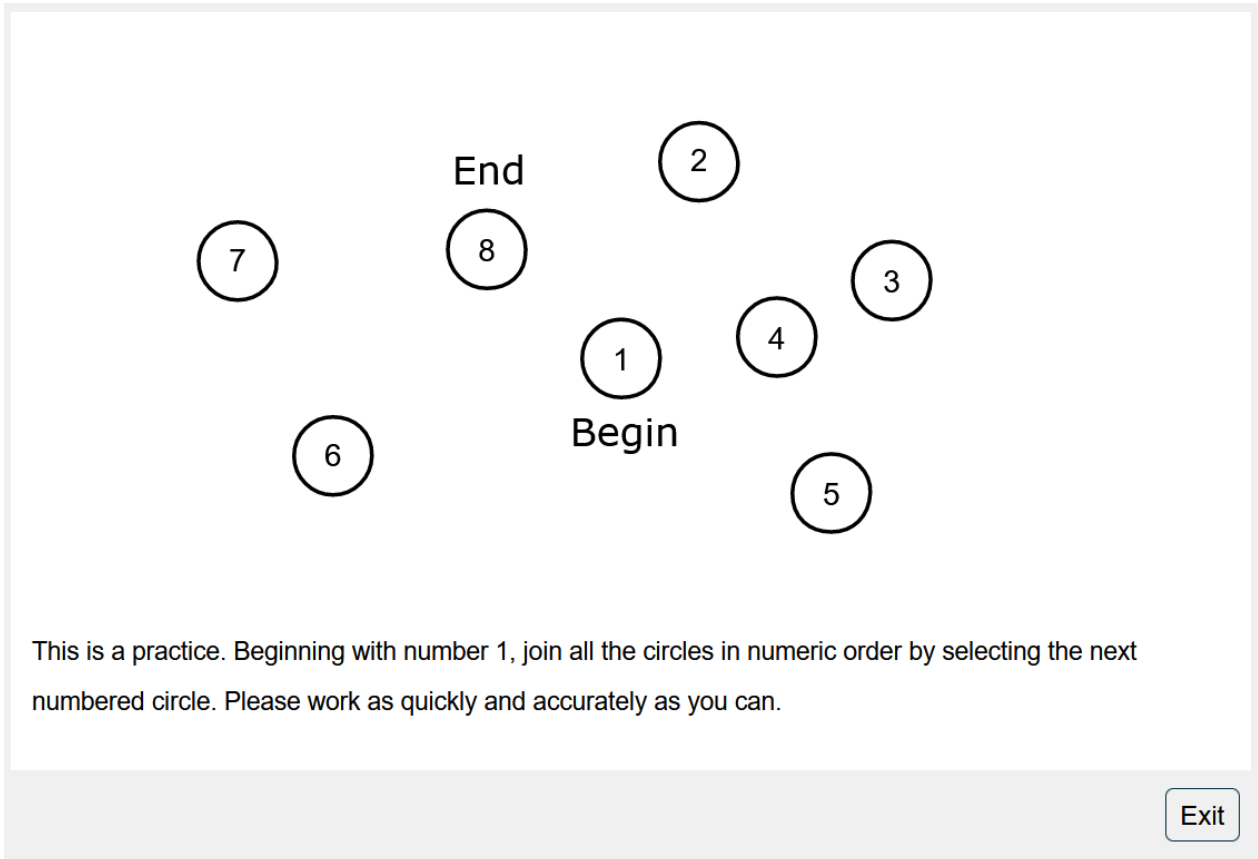 2
End
8
7
3
4
1
Begin
6
5
This is a practice. Beginning with number 1, join all the circles in numeric order by selecting the next
numbered circle. Please work as quickly and accurately as you can.
Exit